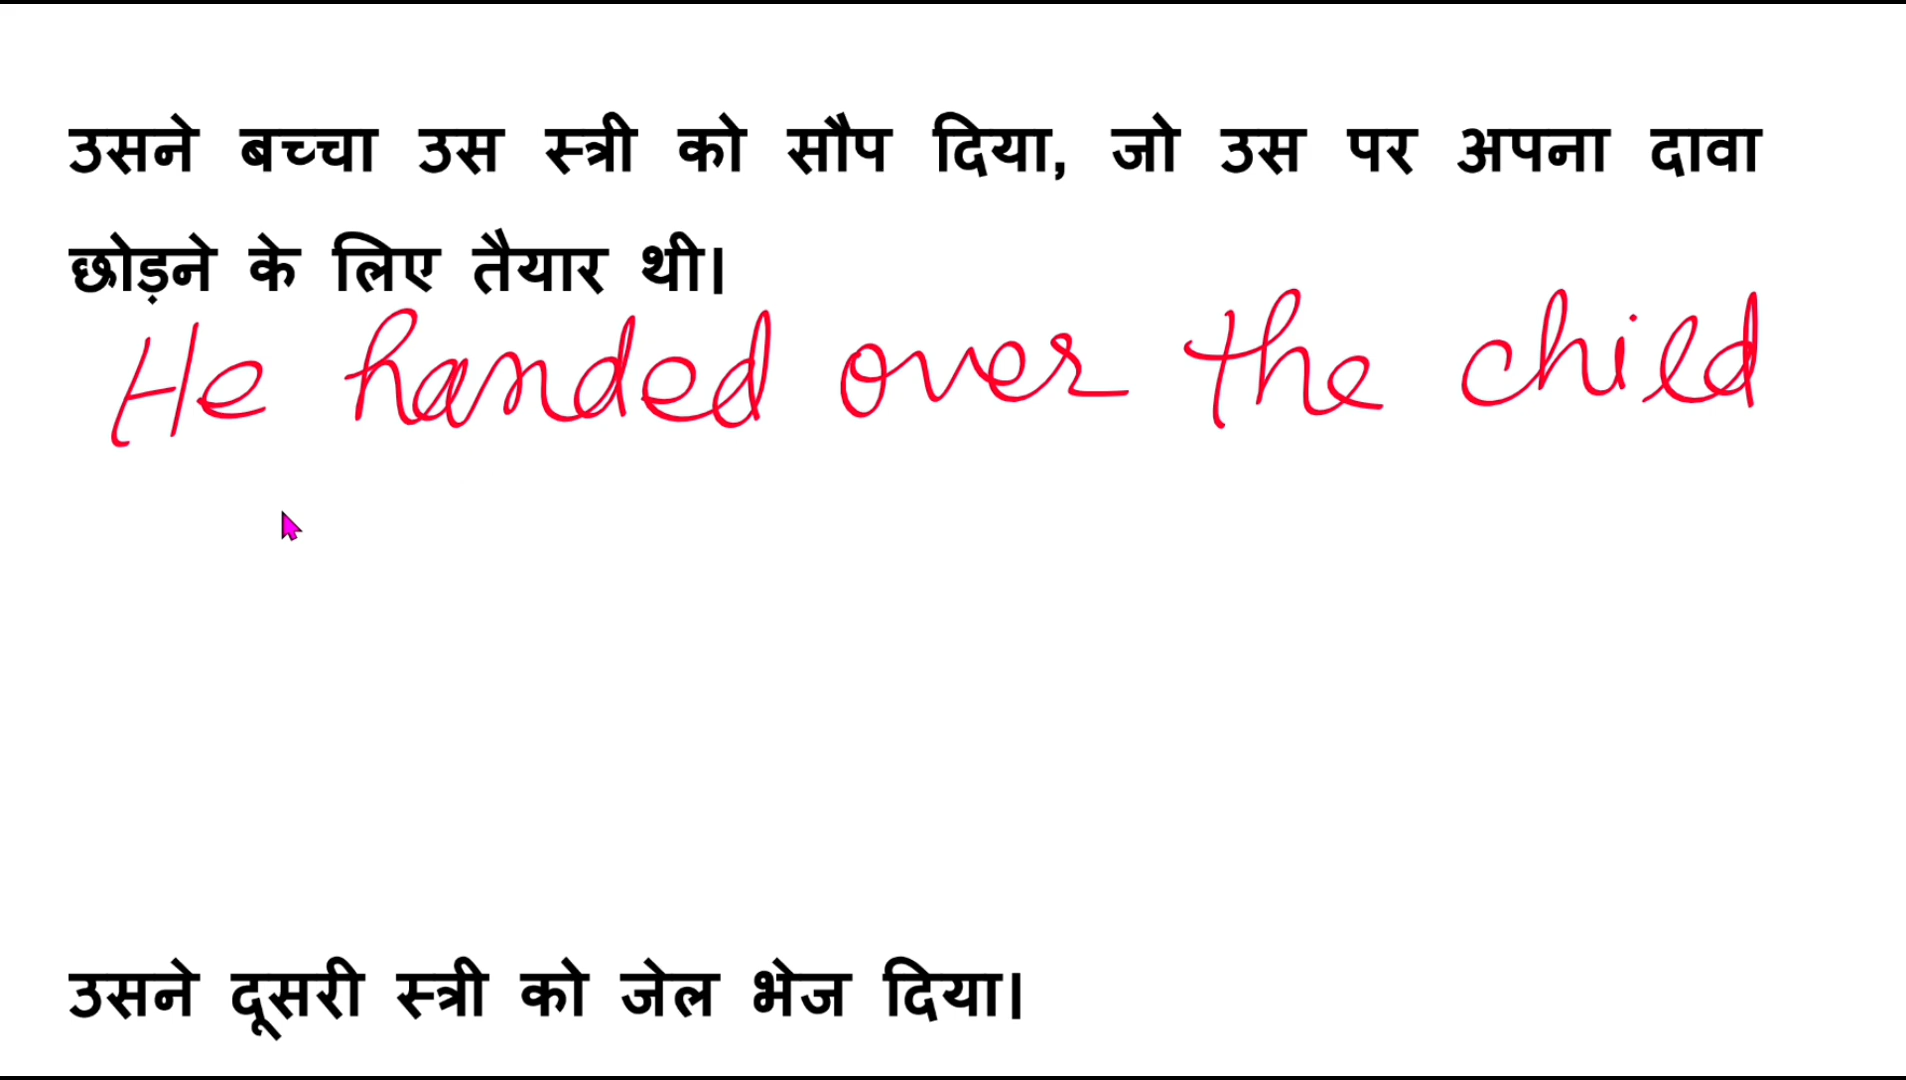 उसने बच्चा उस स्त्री को सौप दिया, जो उस पर अपना दावा
छोड़ने के लिए तैयार थी।
He handed over the child
उसने दूसरी स्त्री को जेल भेज दिया।